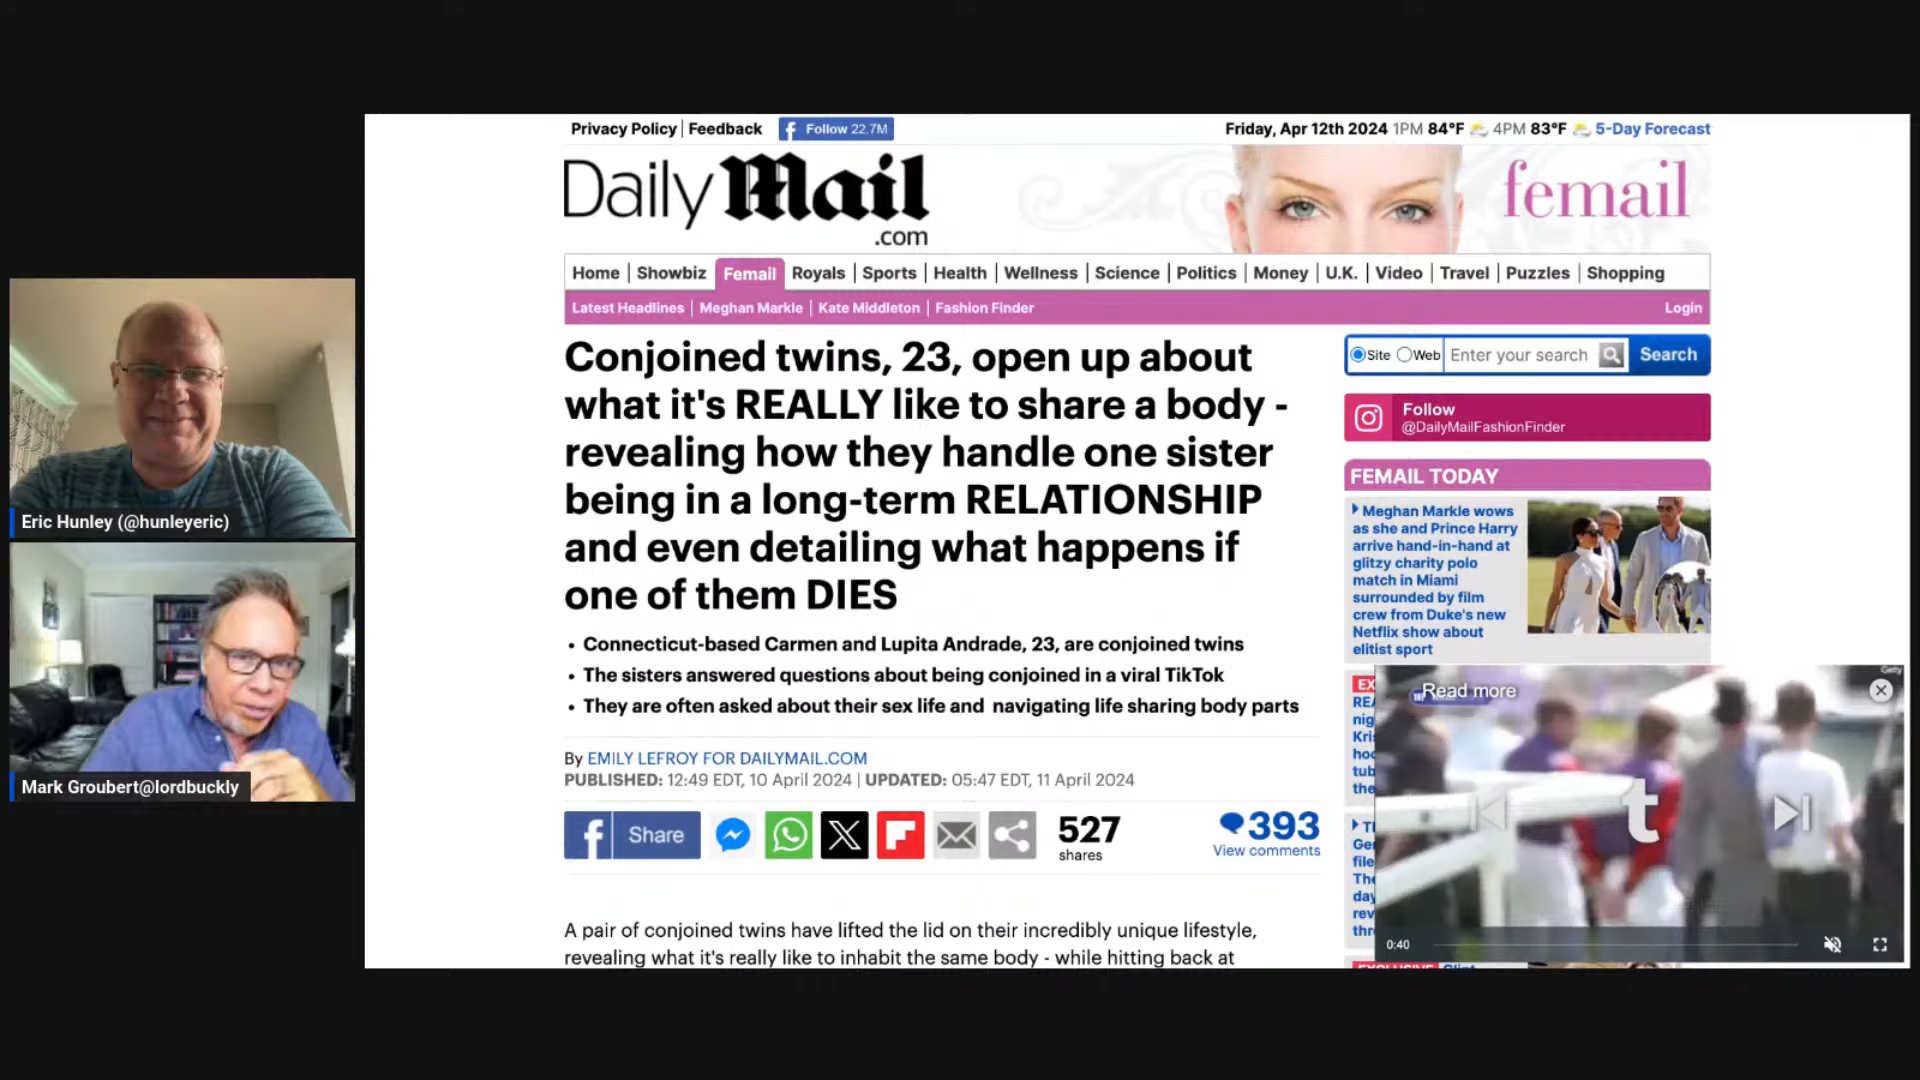 Privacy Policy | Feedback
Follow 22.7M
Friday, Apr 12th 2024 1PM 84°F 4PM 83°F 5-Day Forecast
Daily Mail
.com
femail
Home | Showbiz | Femail | Royals | Sports | Health | Wellness | Science | Politics | Money | U.K. | Video | Travel | Puzzles | Shopping
Latest Headlines | Meghan Markle | Kate Middleton | Fashion Finder
Login
Conjoined twins, 23, open up about
what it's REALLY like to share a body -
revealing how they handle one sister
being in a long-term RELATIONSHIP
and even detailing what happens if
one of them DIES
• Connecticut-based Carmen and Lupita Andrade, 23, are conjoined twins
• The sisters answered questions about being conjoined in a viral TikTok
• They are often asked about their sex life and navigating life sharing body parts
By EMILY LEFROY FOR DAILYMAIL.COM
PUBLISHED: 12:49 EDT, 10 April 2024 | UPDATED: 05:47 EDT, 11 April 2024
Share
527
shares
393
View comments
A pair of conjoined twins have lifted the lid on their incredibly unique lifestyle,
revealing what it's really like to inhabit the same body - while hitting back at
Site Web Enter your search Search
Follow
@DailyMailFashionFinder
FEMAIL TODAY
Meghan Markle wows
as she and Prince Harry
arrive hand-in-hand at
glitzy charity polo
match in Miami
surrounded by film
crew from Duke's new
Netflix show about
elitist sport
Getty
Read more
t
0:40
Eric Hunley (@hunleyeric)
Mark Groubert@lordbuckly